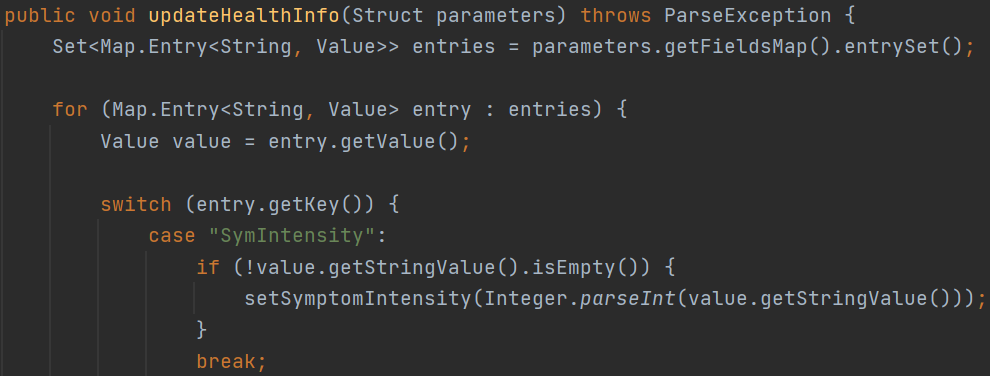 public void updateHealthInfo(Struct parameters) throws ParseException {
    Set<Map.Entry<String, Value>> entries = parameters.getFieldsMap().entrySet();
    for (Map.Entry<String, Value> entry : entries) {
        Value value = entry.getValue();
        switch (entry.getKey()) {
            case "SymIntensity":
                if (!value.getStringValue().isEmpty()) {
                    setSymptomIntensity(Integer.parseInt(value.getStringValue()));
                }
                break;